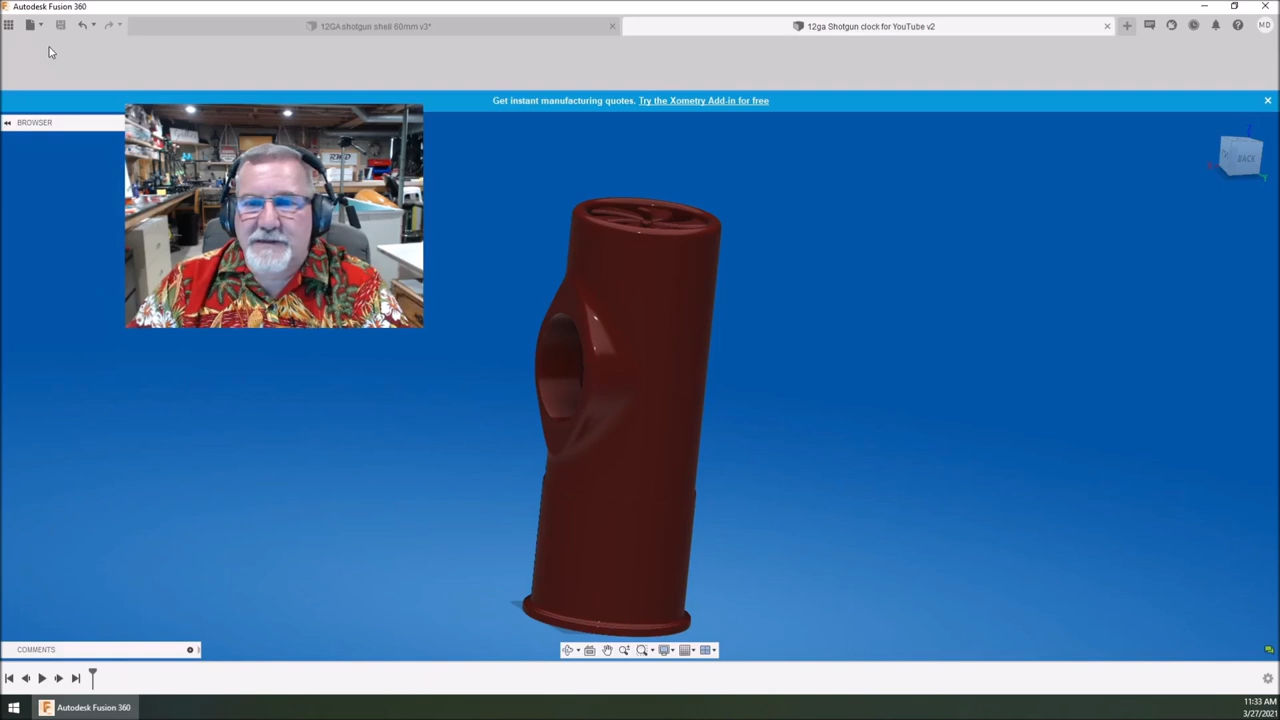 Autodesk Fusion 360
12GA shotgun shell 60mm v3*
12ga Shotgun clock for YouTube v2
MD
Get instant manufacturing quotes. Try the Xometry Add-in for free
BROWSER
BACK
COMMENTS
Autodesk Fusion 360
11:33 AM
3/27/2021